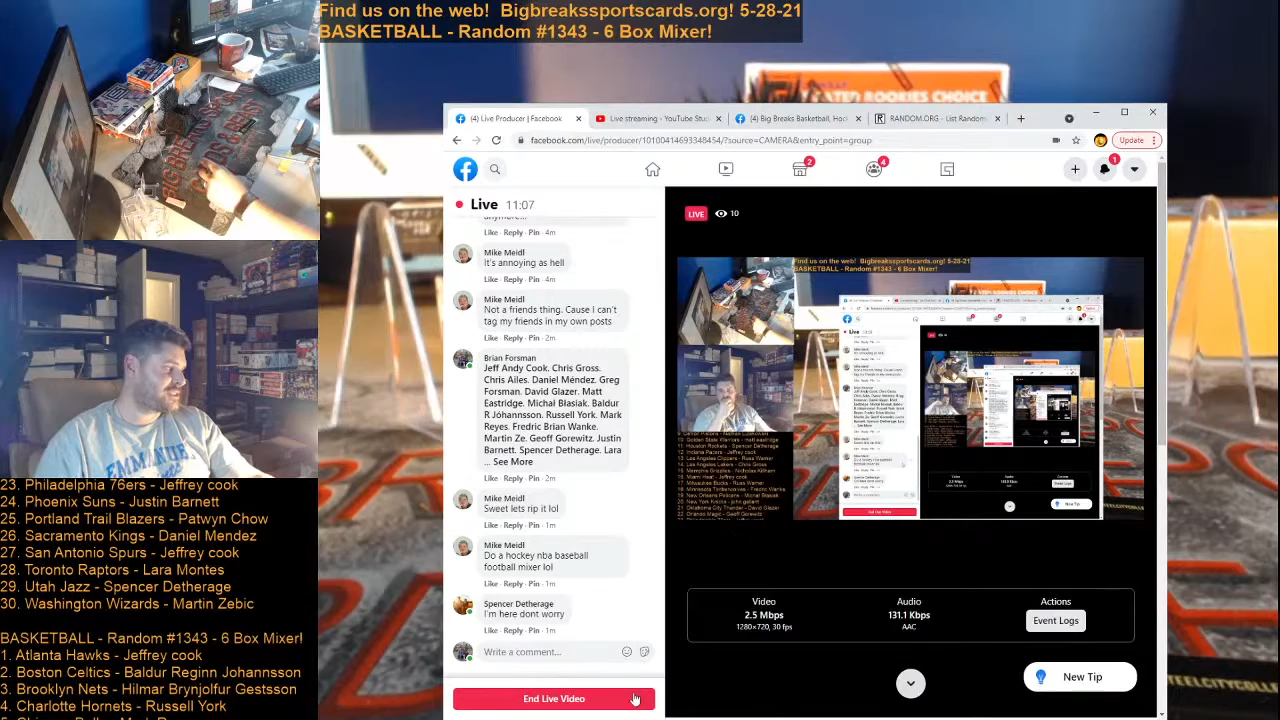 Find us on the web!  Bigbreakssportscards.org! 5-28-21
BASKETBALL - Random #1343 - 6 Box Mixer!
(4) Live Producer | Facebook
Live streaming - YouTube Stud
(4) Big Breaks Basketball, Hoc
RANDOM.ORG - List Random
facebook.com/live/producer/10100414693348454/?source=CAMERA&entry_point=group
Update
2
4
1
Live 11:07
anymore...
Like · Reply · Pin · 4m
Mike Meidl
It's annoying as hell
Like · Reply · Pin · 4m
Mike Meidl
Not a friends thing. Cause I can't
tag my friends in my own posts
Like · Reply · Pin · 2m
Brian Forsman
Jeff Andy Cook. Chris Gross.
Chris Ailes. Daniel Méndez. Greg
Forsman. David Glazer. Matt
Eastridge. Michał Błasiak. Baldur
R Jóhannsson. Russell York. Mark
Reyes. Fredric Brian Wanke.
Martin Ze. Geoff Gorewitz. Justin
Barnett. Spencer Detherage. Lara
... See More
Like · Reply · Pin · 2m
Mike Meidl
Sweet lets rip it lol
Like · Reply · Pin · 1m
Mike Meidl
Do a hockey nba baseball
football mixer lol
Like · Reply · Pin · 1m
Spencer Detherage
I'm here dont worry
Like · Reply · Pin · 1m
Write a comment...
End Live Video
LIVE 10
Video
2.5 Mbps
1280×720, 30 fps
Audio
131.1 Kbps
AAC
Actions
Event Logs
New Tip
23. Philadelphia 76ers - Jeffrey cook
24. Phoenix Suns - Justin Barnett
25. Portland Trail Blazers - Patwyn Chow
26. Sacramento Kings - Daniel Mendez
27. San Antonio Spurs - Jeffrey cook
28. Toronto Raptors - Lara Montes
29. Utah Jazz - Spencer Detherage
30. Washington Wizards - Martin Zebic
BASKETBALL - Random #1343 - 6 Box Mixer!
1. Atlanta Hawks - Jeffrey cook
2. Boston Celtics - Baldur Reginn Johannsson
3. Brooklyn Nets - Hilmar Brynjolfur Gestsson
4. Charlotte Hornets - Russell York